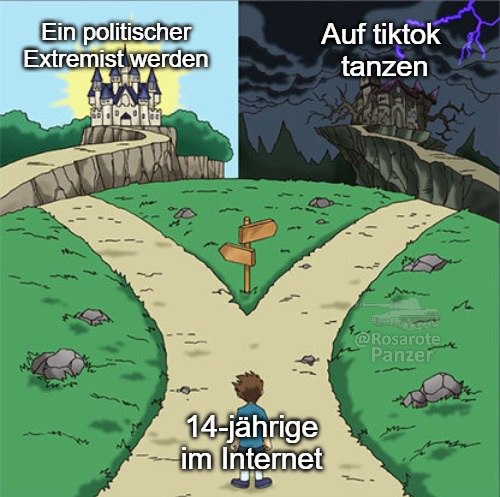 Ein politischer
Extremist werden
Auf tiktok
tanzen
@Rosarote
Panzer
14-jährige
im Internet